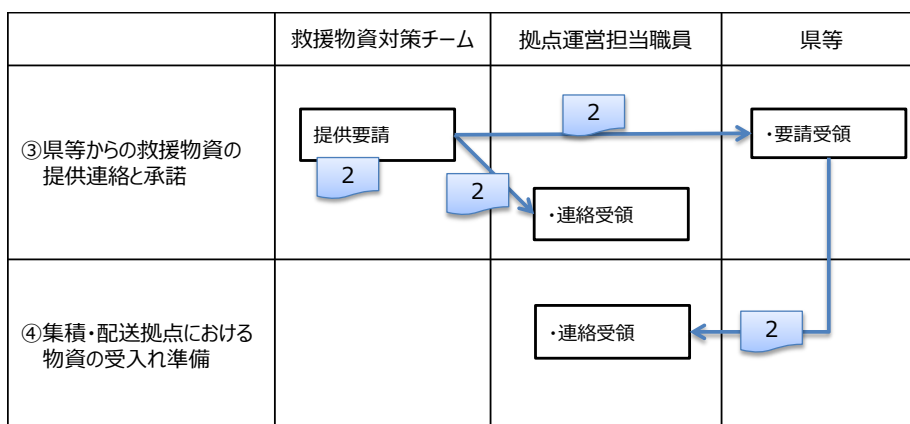 救援物資対策チーム
拠点運営担当職員
県等
③県等からの救援物資の
提供連絡と承諾
提供要請
2
2
2
・要請受領
・連絡受領
④集積・配送拠点における
物資の受入れ準備
・連絡受領
2